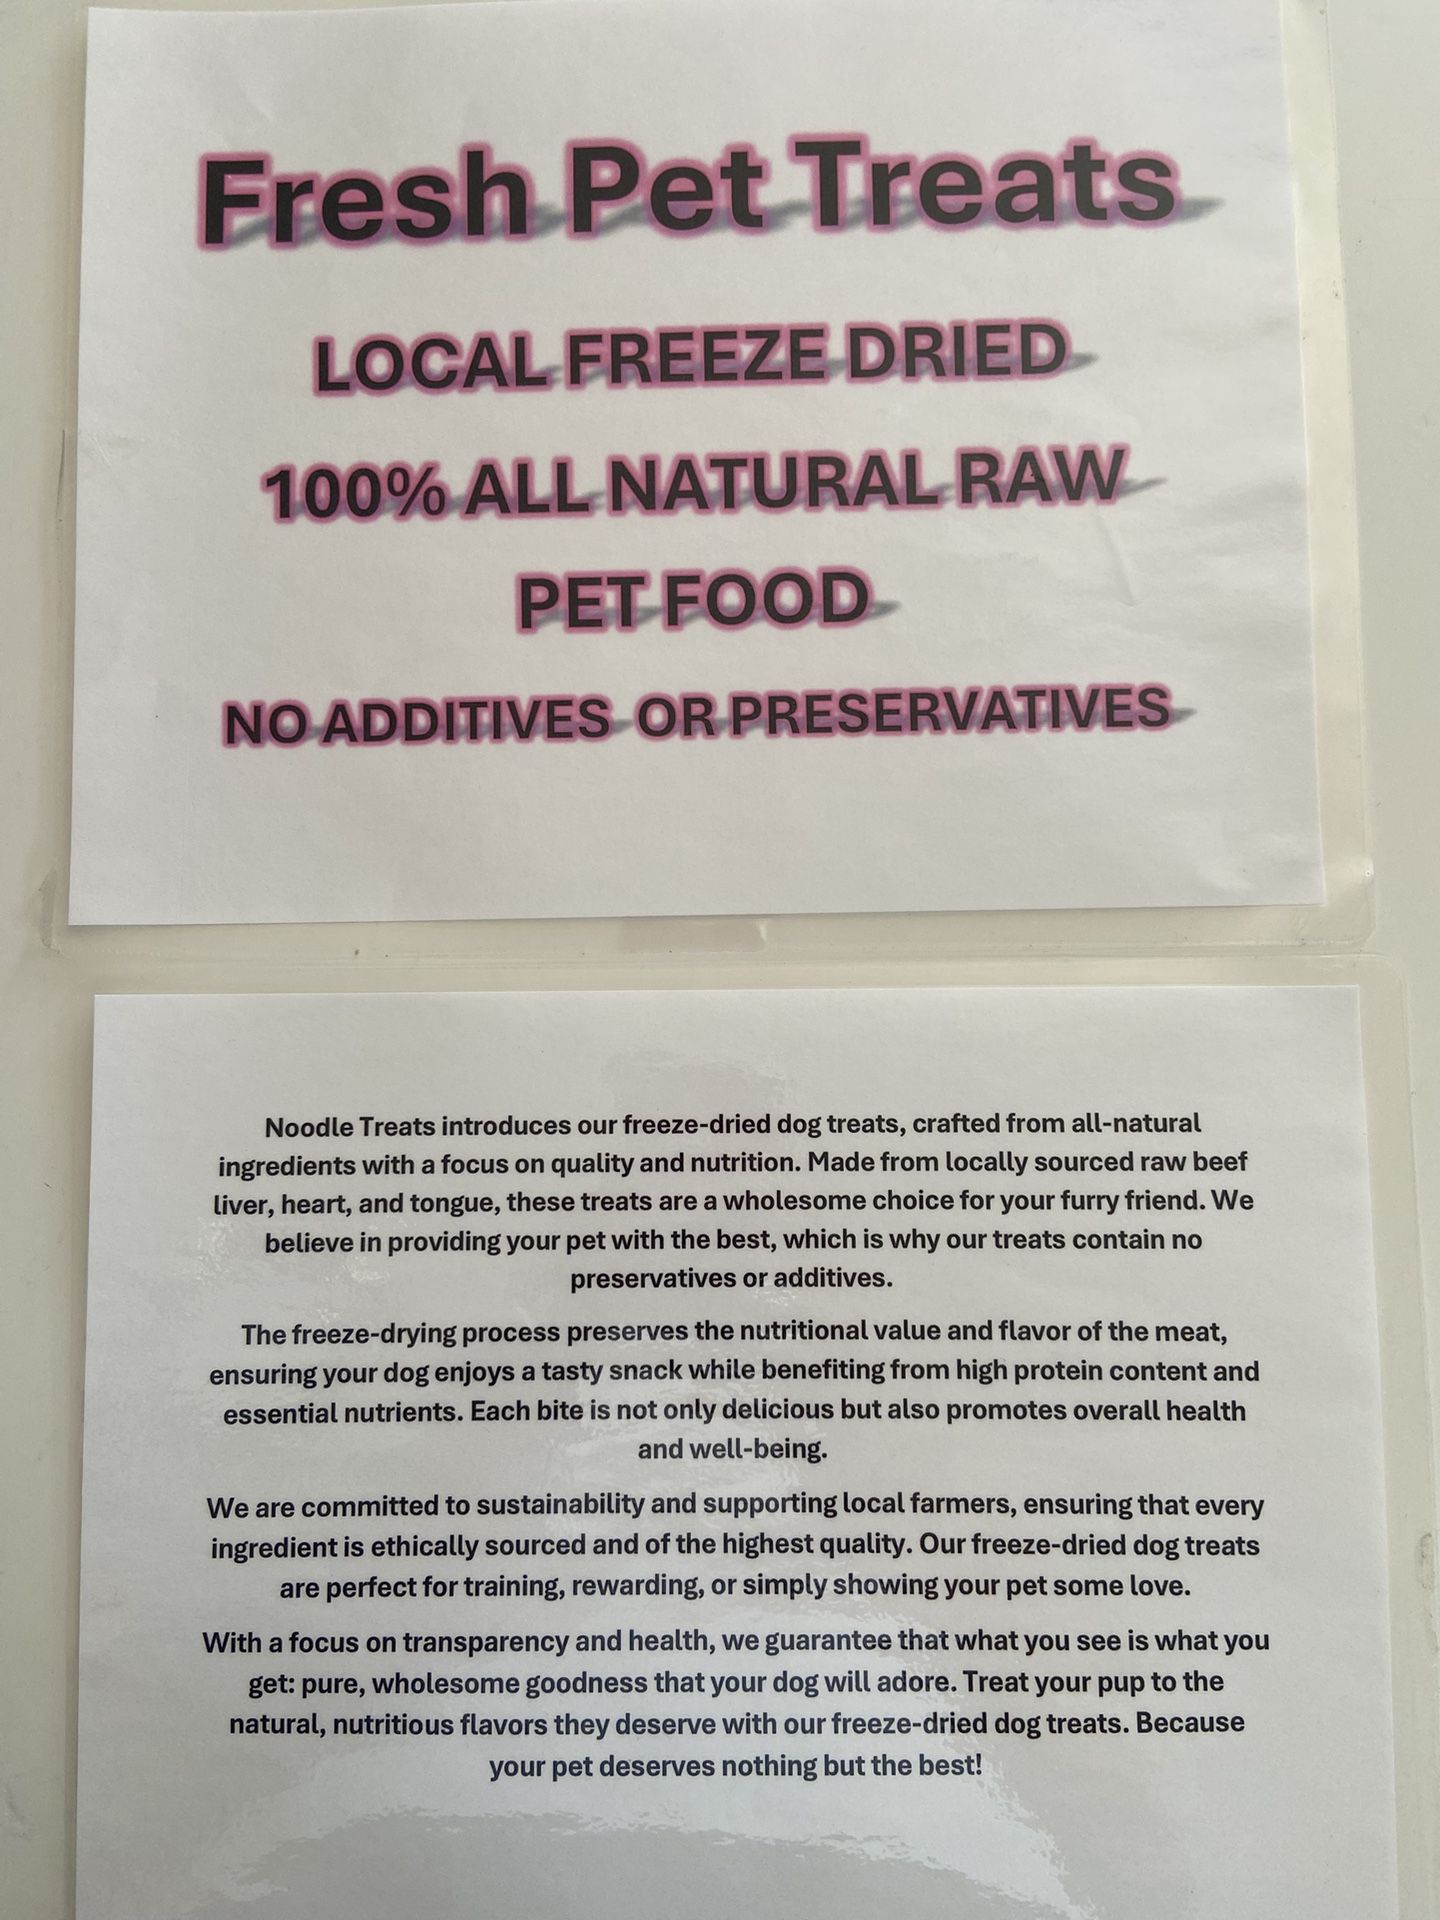 Fresh Pet Treats
LOCAL FREEZE DRIED
100% ALL NATURAL RAW
PET FOOD
NO ADDITIVES OR PRESERVATIVES
Noodle Treats introduces our freeze-dried dog treats, crafted from all-natural
ingredients with a focus on quality and nutrition. Made from locally sourced raw beef
liver, heart, and tongue, these treats are a wholesome choice for your furry friend. We
believe in providing your pet with the best, which is why our treats contain no
preservatives or additives.
The freeze-drying process preserves the nutritional value and flavor of the meat,
ensuring your dog enjoys a tasty snack while benefiting from high protein content and
essential nutrients. Each bite is not only delicious but also promotes overall health
and well-being.
We are committed to sustainability and supporting local farmers, ensuring that every
ingredient is ethically sourced and of the highest quality. Our freeze-dried dog treats
are perfect for training, rewarding, or simply showing your pet some love.
With a focus on transparency and health, we guarantee that what you see is what you
get: pure, wholesome goodness that your dog will adore. Treat your pup to the
natural, nutritious flavors they deserve with our freeze-dried dog treats. Because
your pet deserves nothing but the best!